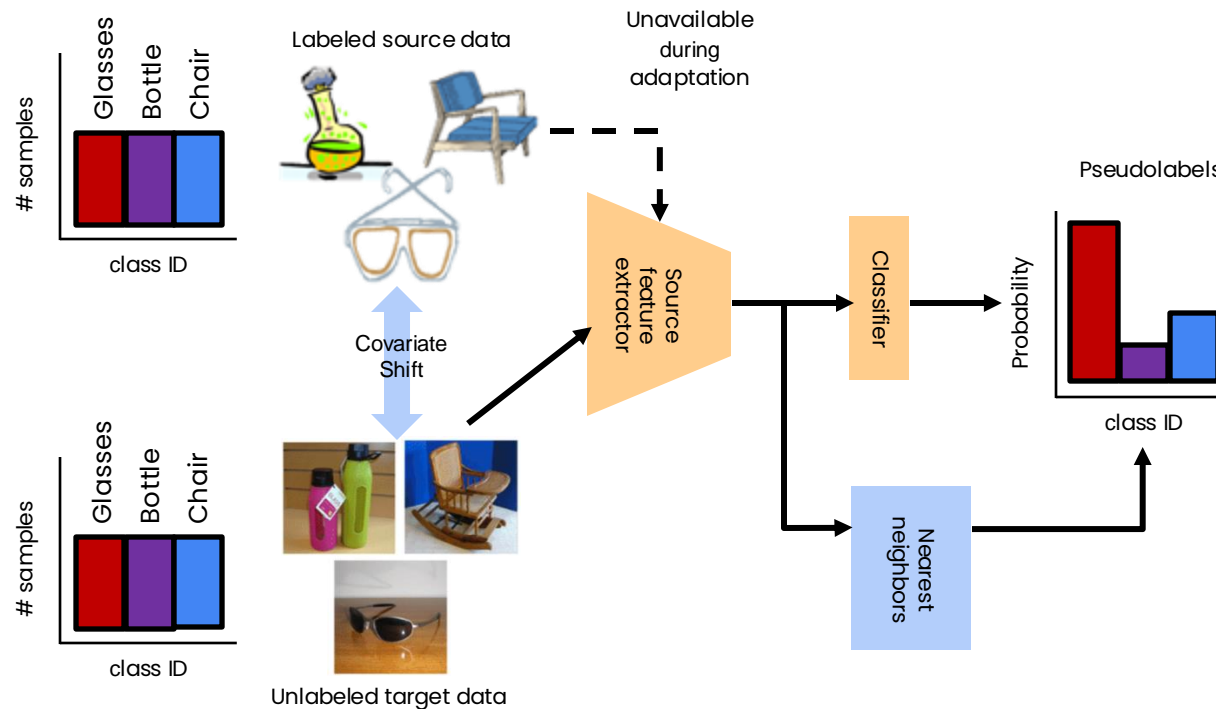 Labeled source data
Unavailable
during
adaptation
Glasses
Bottle
Chair
# samples
class ID
Pseudolabels
Source
feature
extractor
Classifier
Probability
class ID
Covariate
Shift
Glasses
Bottle
Chair
# samples
class ID
Nearest
neighbors
Unlabeled target data